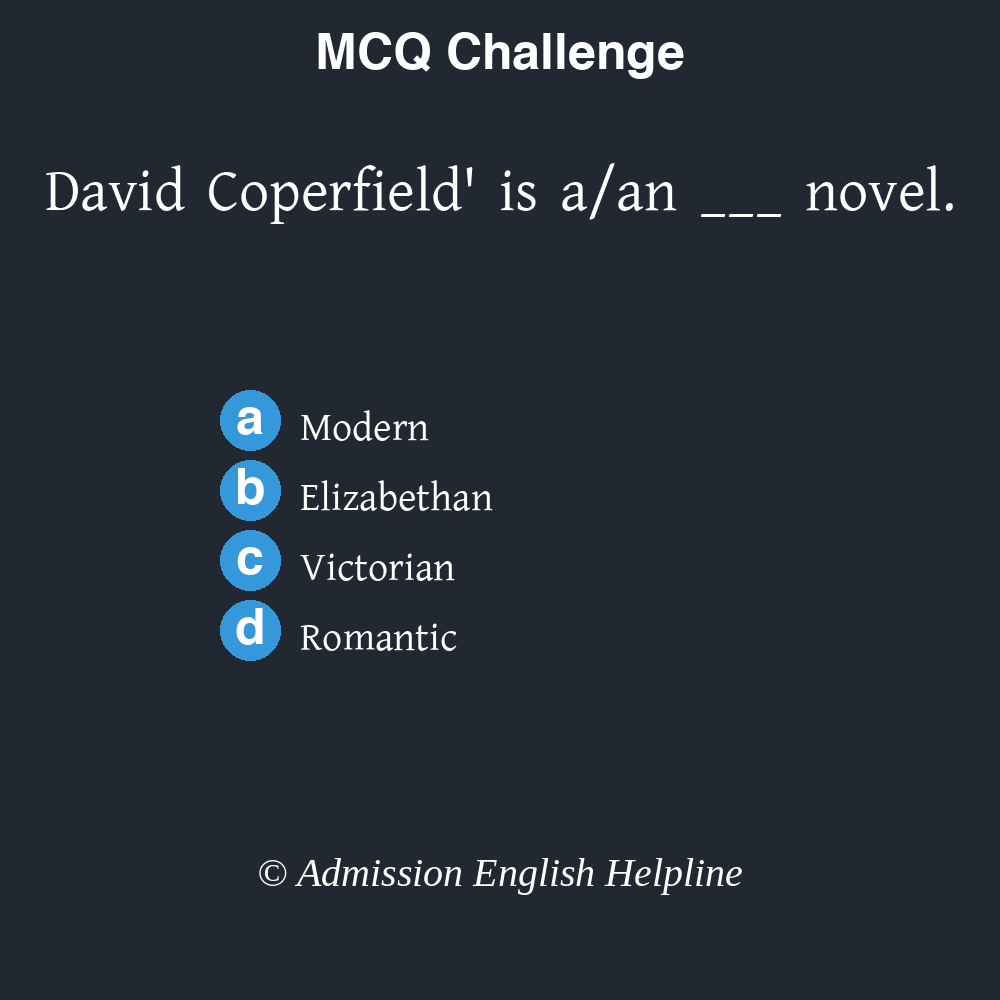 MCQ Challenge
David Coperfield' is a/an ___ novel.
a Modern
b Elizabethan
c Victorian
d Romantic
© Admission English Helpline